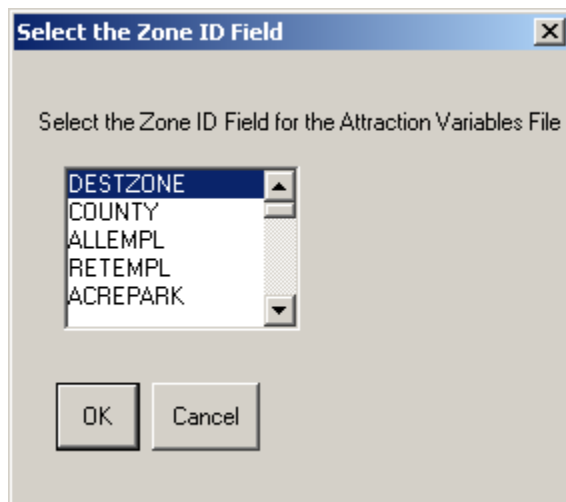 Select the Zone ID Field
Select the Zone ID Field for the Attraction Variables File
DESTZONE
COUNTY
ALLEMPL
RETEMPL
ACREPARK
OK
Cancel